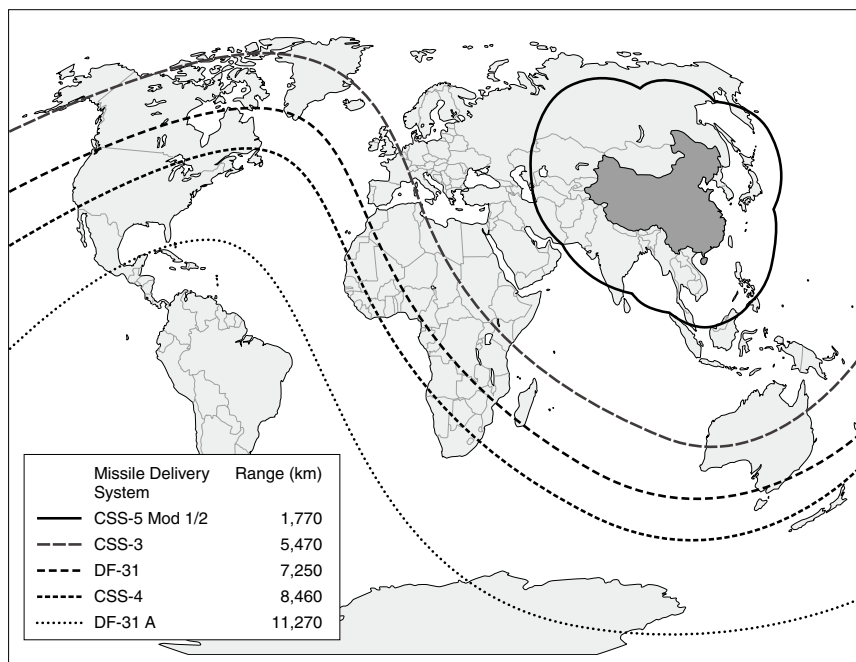 Missile Delivery Range (km)
System
CSS-5 Mod 1/2 1,770
CSS-3 5,470
DF-31 7,250
CSS-4 8,460
DF-31 A 11,270